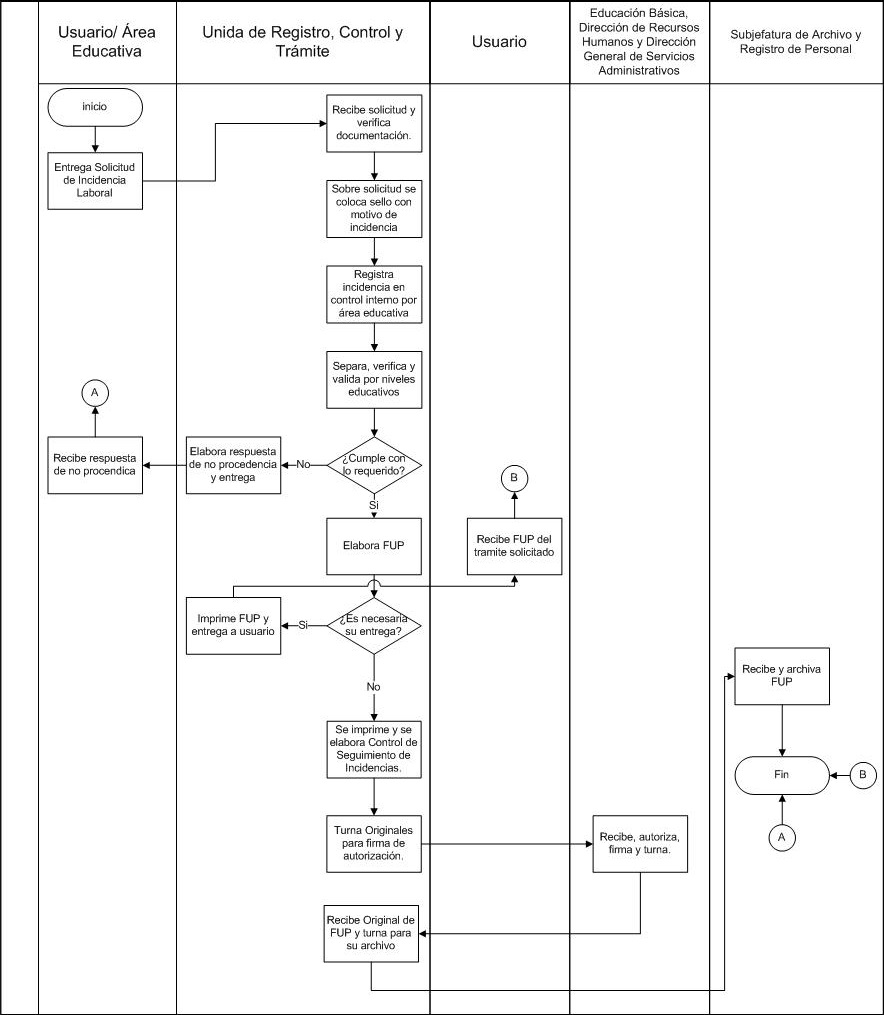 Usuario/ Área
Educativa
Unida de Registro, Control y
Trámite
Usuario
Educación Básica,
Dirección de Recursos
Humanos y Dirección
General de Servicios
Administrativos
Subjefatura de Archivo y
Registro de Personal
inicio
Entrega Solicitud
de Incidencia
Laboral
Recibe solicitud y
verifica
documentación.
Sobre solicitud se
coloca sello con
motivo de
incidencia
Registra
incidencia en
control interno por
área educativa
Separa, verifica y
valida por niveles
educativos
A
Recibe respuesta
de no procendica
Elabora respuesta
de no procedencia
y entrega
No
¿Cumple con
lo requerido?
Si
B
Elabora FUP
Recibe FUP del
tramite solicitado
Imprime FUP y
entrega a usuario
Si
¿Es necesaria
su entrega?
No
Recibe y archiva
FUP
Se imprime y se
elabora Control de
Seguimiento de
Incidencias.
Fin
B
A
Turna Originales
para firma de
autorización.
Recibe, autoriza,
firma y turna.
Recibe Original de
FUP y turna para
su archivo